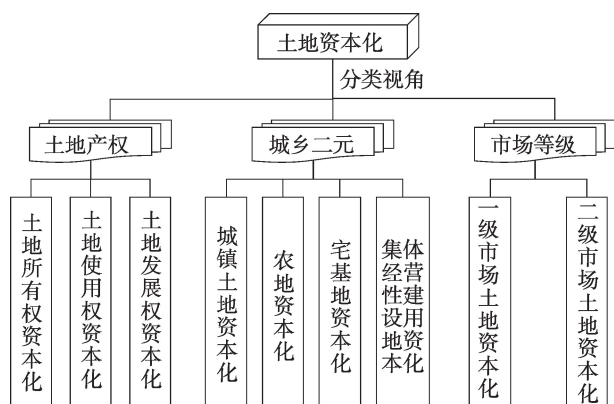 土地资本化
分类视角
土地产权
城乡二元
市场等级
土地所有权资本化
土地使用权资本化
土地发展权资本化
城镇土地资本化
农地资本化
宅基地资本化
集体经营性建设用地资本化
一级市场土地资本化
二级市场土地资本化